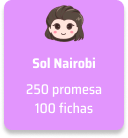 Sol Nairobi
250 promesa
100 fichas